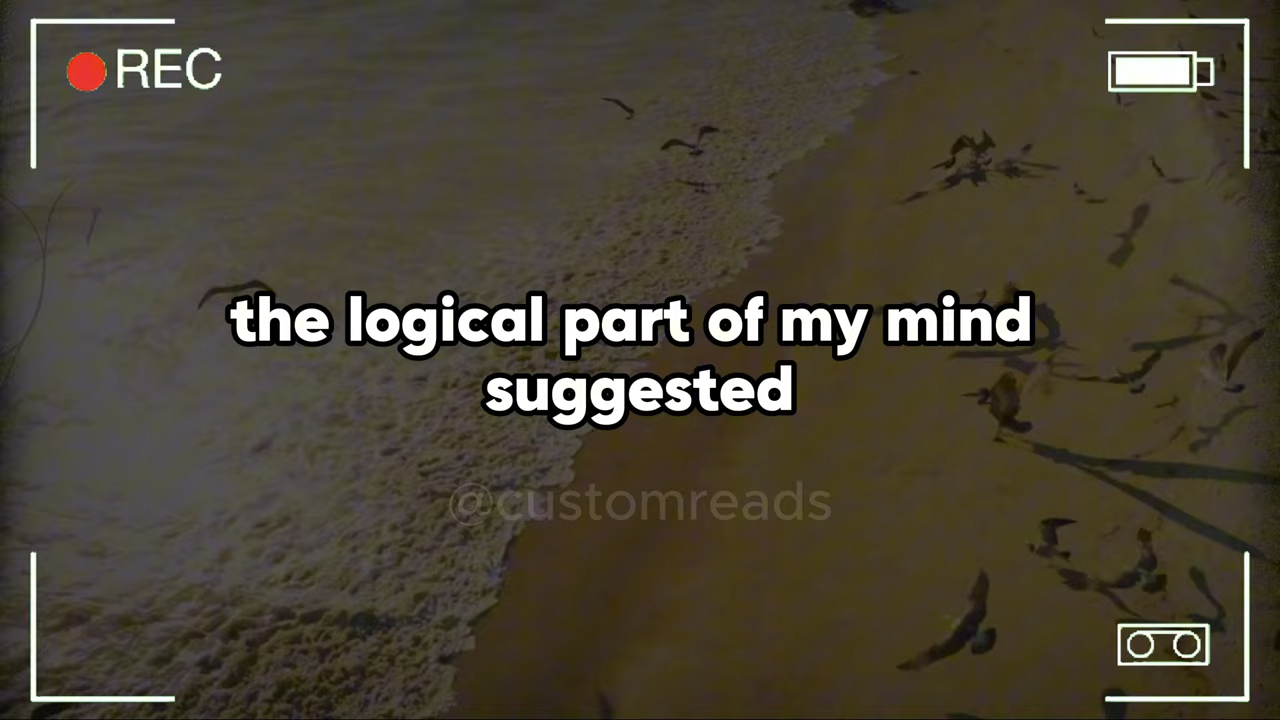 REC
the logical part of my mind
suggested
@customreads